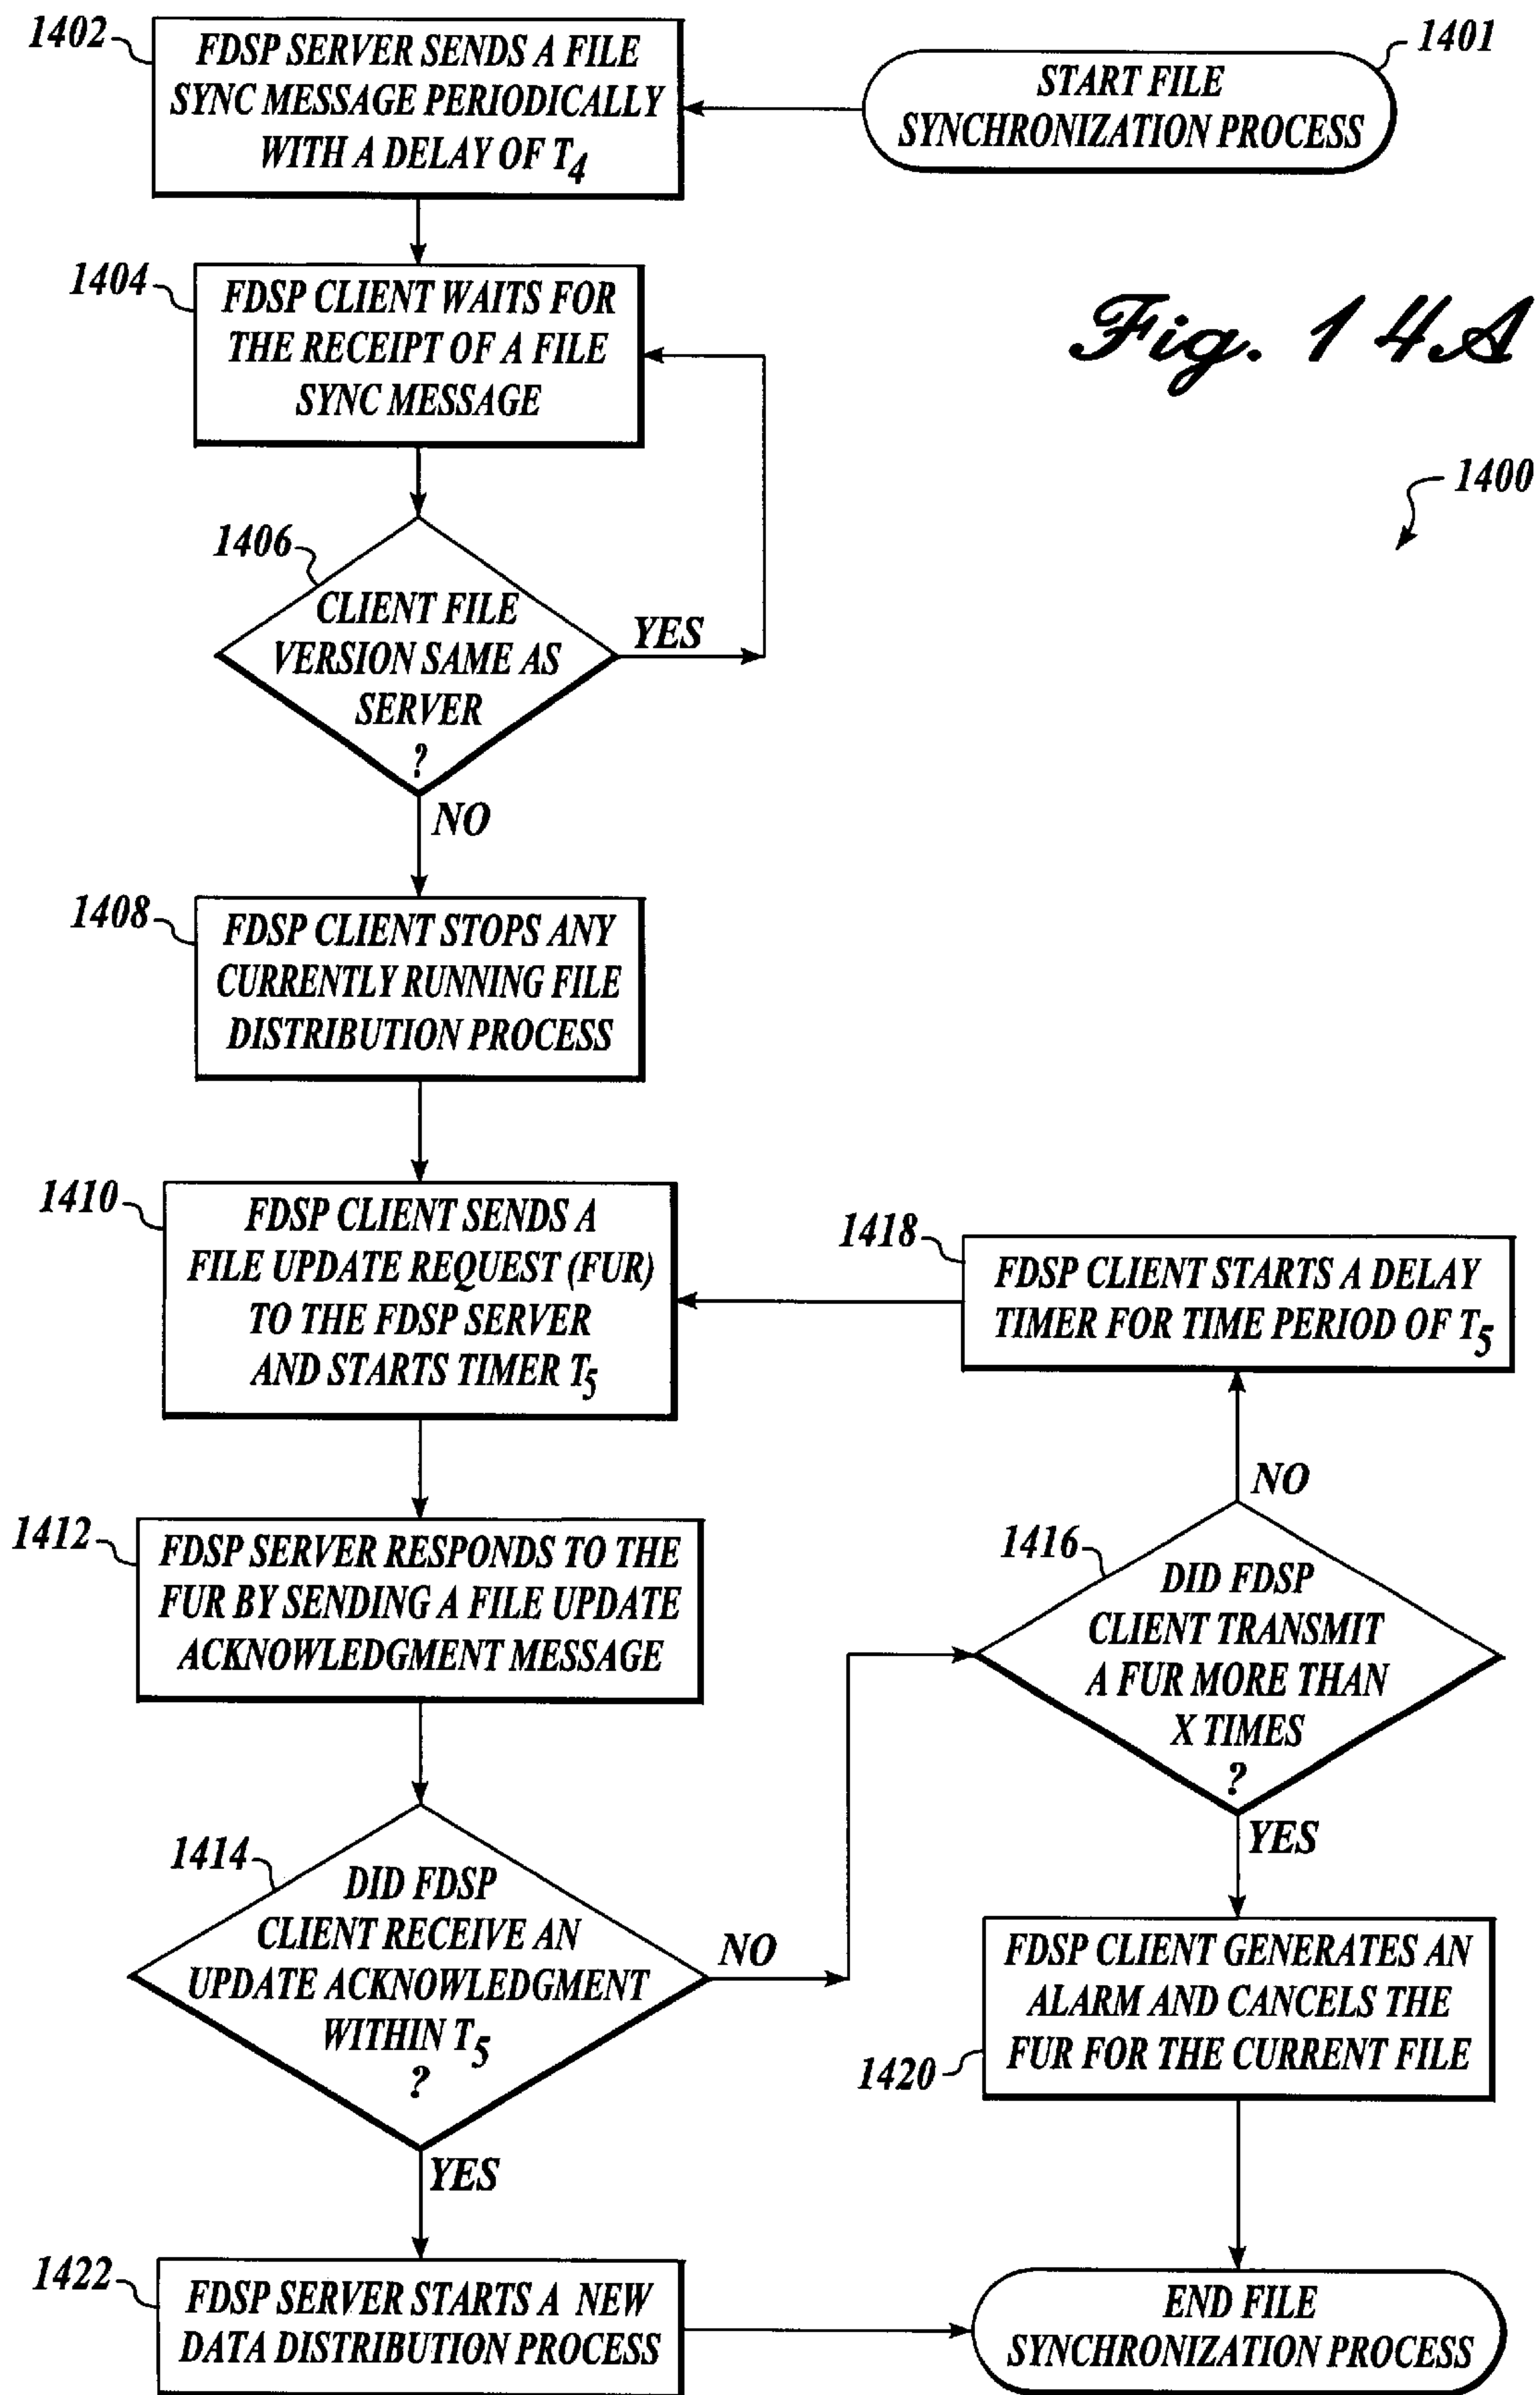 1402
FDSP SERVER SENDS A FILE
SYNC MESSAGE PERIODICALLY
WITH A DELAY OF T4
1401
START FILE
SYNCHRONIZATION PROCESS
1404
FDSP CLIENT WAITS FOR
THE RECEIPT OF A FILE
SYNC MESSAGE
Fig. 14A
1400
1406
CLIENT FILE
VERSION SAME AS
SERVER
?
YES
NO
1408
FDSP CLIENT STOPS ANY
CURRENTLY RUNNING FILE
DISTRIBUTION PROCESS
1410
FDSP CLIENT SENDS A
FILE UPDATE REQUEST (FUR)
TO THE FDSP SERVER
AND STARTS TIMER T5
1418
FDSP CLIENT STARTS A DELAY
TIMER FOR TIME PERIOD OF T5
NO
1412
FDSP SERVER RESPONDS TO THE
FUR BY SENDING A FILE UPDATE
ACKNOWLEDGMENT MESSAGE
1416
DID FDSP
CLIENT TRANSMIT
A FUR MORE THAN
X TIMES
?
YES
1414
DID FDSP
CLIENT RECEIVE AN
UPDATE ACKNOWLEDGMENT
WITHIN T5
?
NO
YES
1420
FDSP CLIENT GENERATES AN
ALARM AND CANCELS THE
FUR FOR THE CURRENT FILE
1422
FDSP SERVER STARTS A NEW
DATA DISTRIBUTION PROCESS
END FILE
SYNCHRONIZATION PROCESS